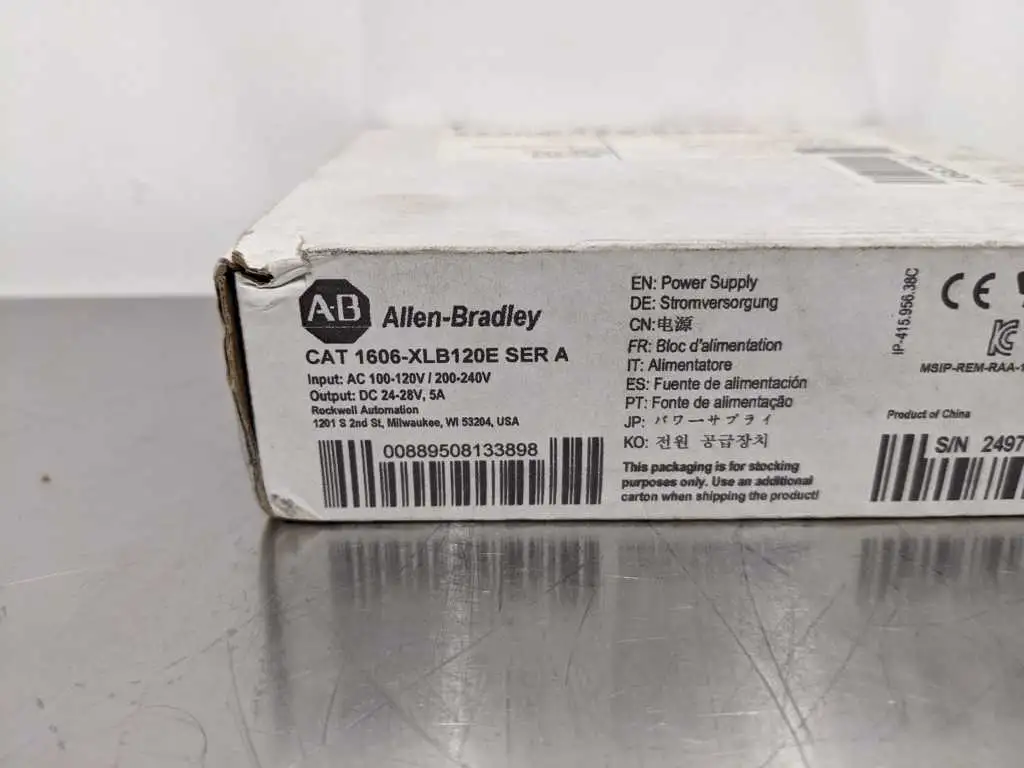 A-B Allen-Bradley
CAT 1606-XLB120E SER A
Input: AC 100-120V / 200-240V
Output: DC 24-28V, 5A
Rockwell Automation
1201 S 2nd St, Milwaukee, WI 53204, USA
00889508133898
EN: Power Supply
DE: Stromversorgung
CN:电源
FR: Bloc d'alimentation
IT: Alimentatore
ES: Fuente de alimentación
PT: Fonte de alimentação
JP: パワーサプライ
KO: 전원 공급장치
This packaging is for stocking
purposes only. Use an additional
carton when shipping the product!
IP-415.956.38C
CE
MSIP-REM-RAA-1
Product of China
S/N 2497